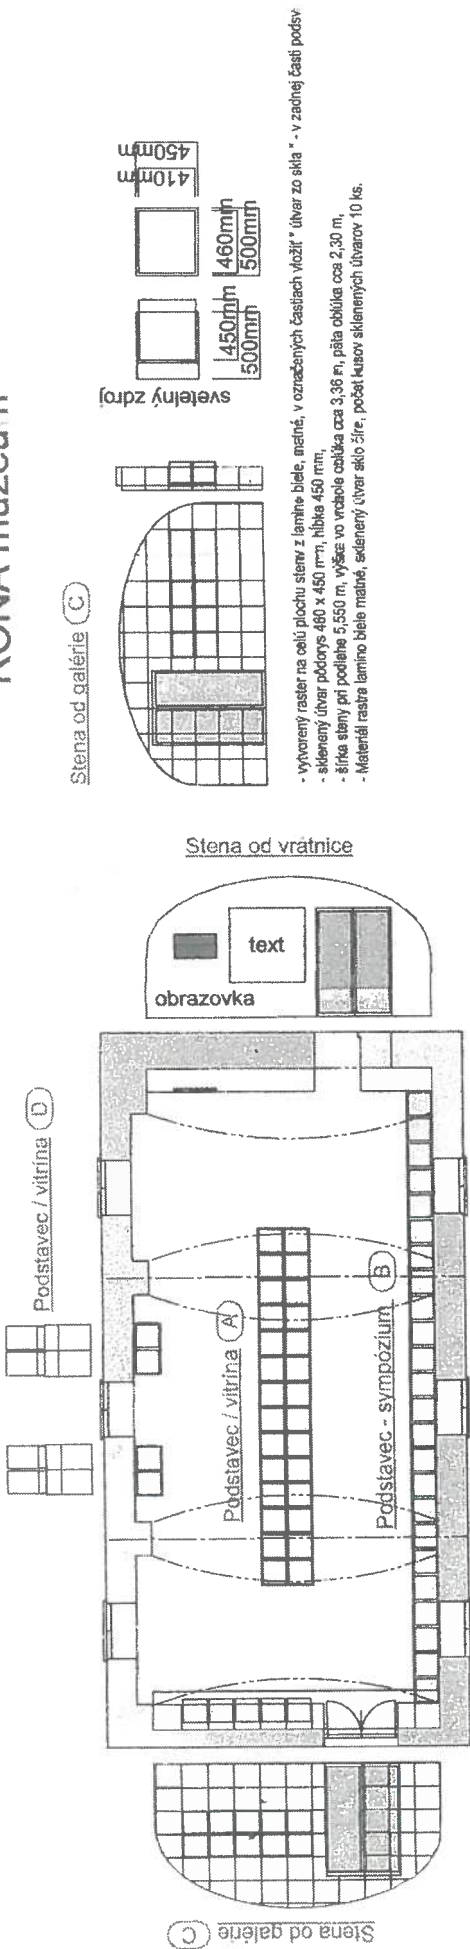 múzeum
Stena od galérie C
svetelný zdroj
450mm
500mm
460mm
500mm
410mm
450mm
- vytvorený raster na celú plochu steny z lamino biele, matné, v označených častiach vložiť " útvar zo skla " - v zadnej časti podsv
- sklenený útvar pôdorys 460 x 450 mm, hĺbka 450 mm,
- šírka steny pri podlahe 5,550 m, výška vo vrchole oblúka cca 3,36 m, päta oblúka cca 2,30 m,
- Materiál rastra lamino biele matné, sklenený útvar sklo číre, počet kusov sklenených útvarov 10 ks.
Stena od vrátnice
text
obrazovka
Podstavec / vitrína D
Podstavec / vitrína A
Podstavec - sympózium B
Stena od galérie C